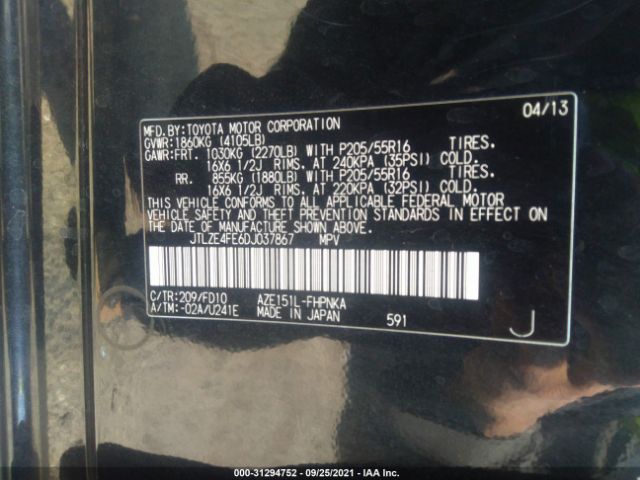 04/13
MFD.BY:TOYOTA MOTOR CORPORATION
GVWR:1860KG (4105LB)
GAWR:FRT. 1030KG (2270LB) WITH P205/55R16 TIRES.
16X6 1/2J RIMS. AT 240KPA (35PSI) COLD.
RR. 855KG (1880LB) WITH P205/55R16 TIRES.
16X6 1/2J RIMS. AT 220KPA (32PSI) COLD.
THIS VEHICLE CONFORMS TO ALL APPLICABLE FEDERAL MOTOR
VEHICLE SAFETY AND THEFT PREVENTION STANDARDS IN EFFECT ON
THE DATE OF MANUFACTURE SHOWN ABOVE.
JTLZE4FE6DJ037867 MPV
C/TR:209/FD10 AZE151L-FHPNKA
A/TM:-02A/U241E MADE IN JAPAN 591 J
000-31294752 - 09/25/2021 - IAA Inc.